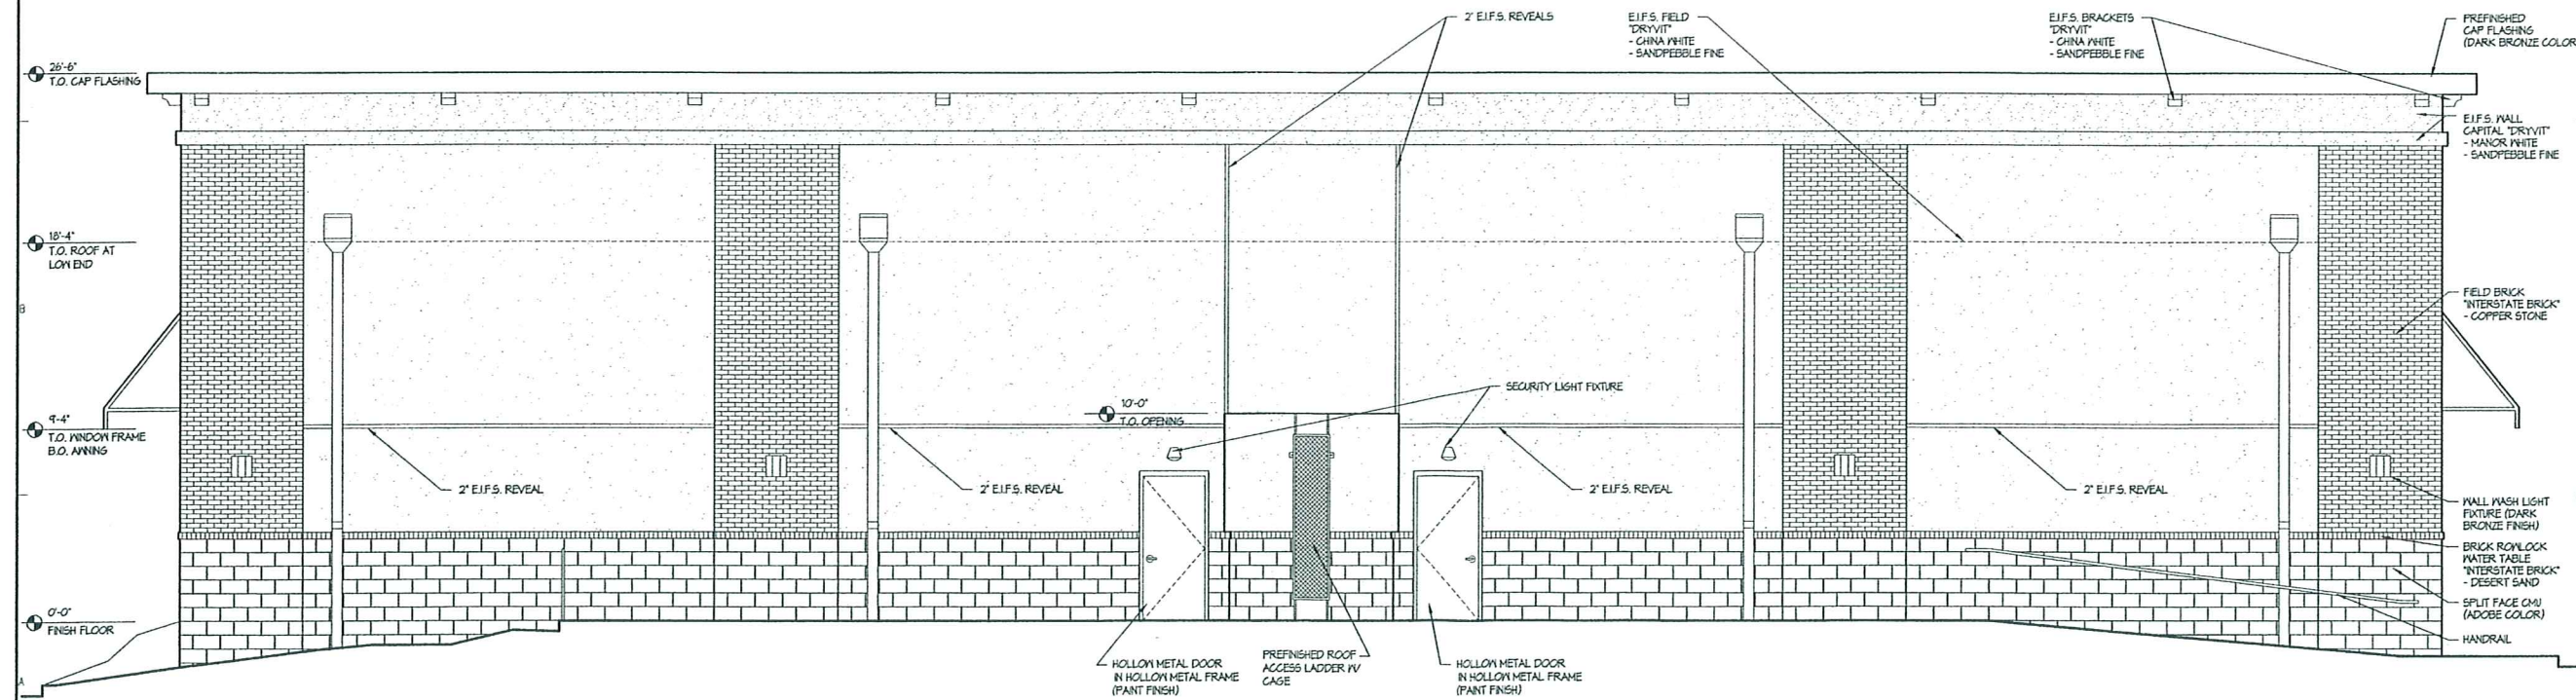 2" E.I.F.S. REVEALS
E.I.F.S. FIELD
"DRYVIT"
- CHINA WHITE
- SANDPEBBLE FINE
E.I.F.S. BRACKETS
"DRYVIT"
- CHINA WHITE
- SANDPEBBLE FINE
PREFINISHED
CAP FLASHING
(DARK BRONZE COLOR
26'-6"
T.O. CAP FLASHING
E.I.F.S. WALL
CAPITAL "DRYVIT"
- MANOR WHITE
- SANDPEBBLE FINE
18'-4"
T.O. ROOF AT
LOW END
B
FIELD BRICK
"INTERSTATE BRICK"
- COPPER STONE
SECURITY LIGHT FIXTURE
10'-0"
T.O. OPENING
9'-4"
T.O. WINDOW FRAME
B.O. AWNING
2" E.I.F.S. REVEAL
2" E.I.F.S. REVEAL
2" E.I.F.S. REVEAL
2" E.I.F.S. REVEAL
WALL WASH LIGHT
FIXTURE (DARK
BRONZE FINISH)
BRICK ROWLOCK
WATER TABLE
"INTERSTATE BRICK"
- DESERT SAND
SPLIT FACE CMU
(ADOBE COLOR)
HANDRAIL
0'-0"
FINISH FLOOR
HOLLOW METAL DOOR
IN HOLLOW METAL FRAME
(PAINT FINISH)
PREFINISHED ROOF
ACCESS LADDER W/
CAGE
HOLLOW METAL DOOR
IN HOLLOW METAL FRAME
(PAINT FINISH)
A